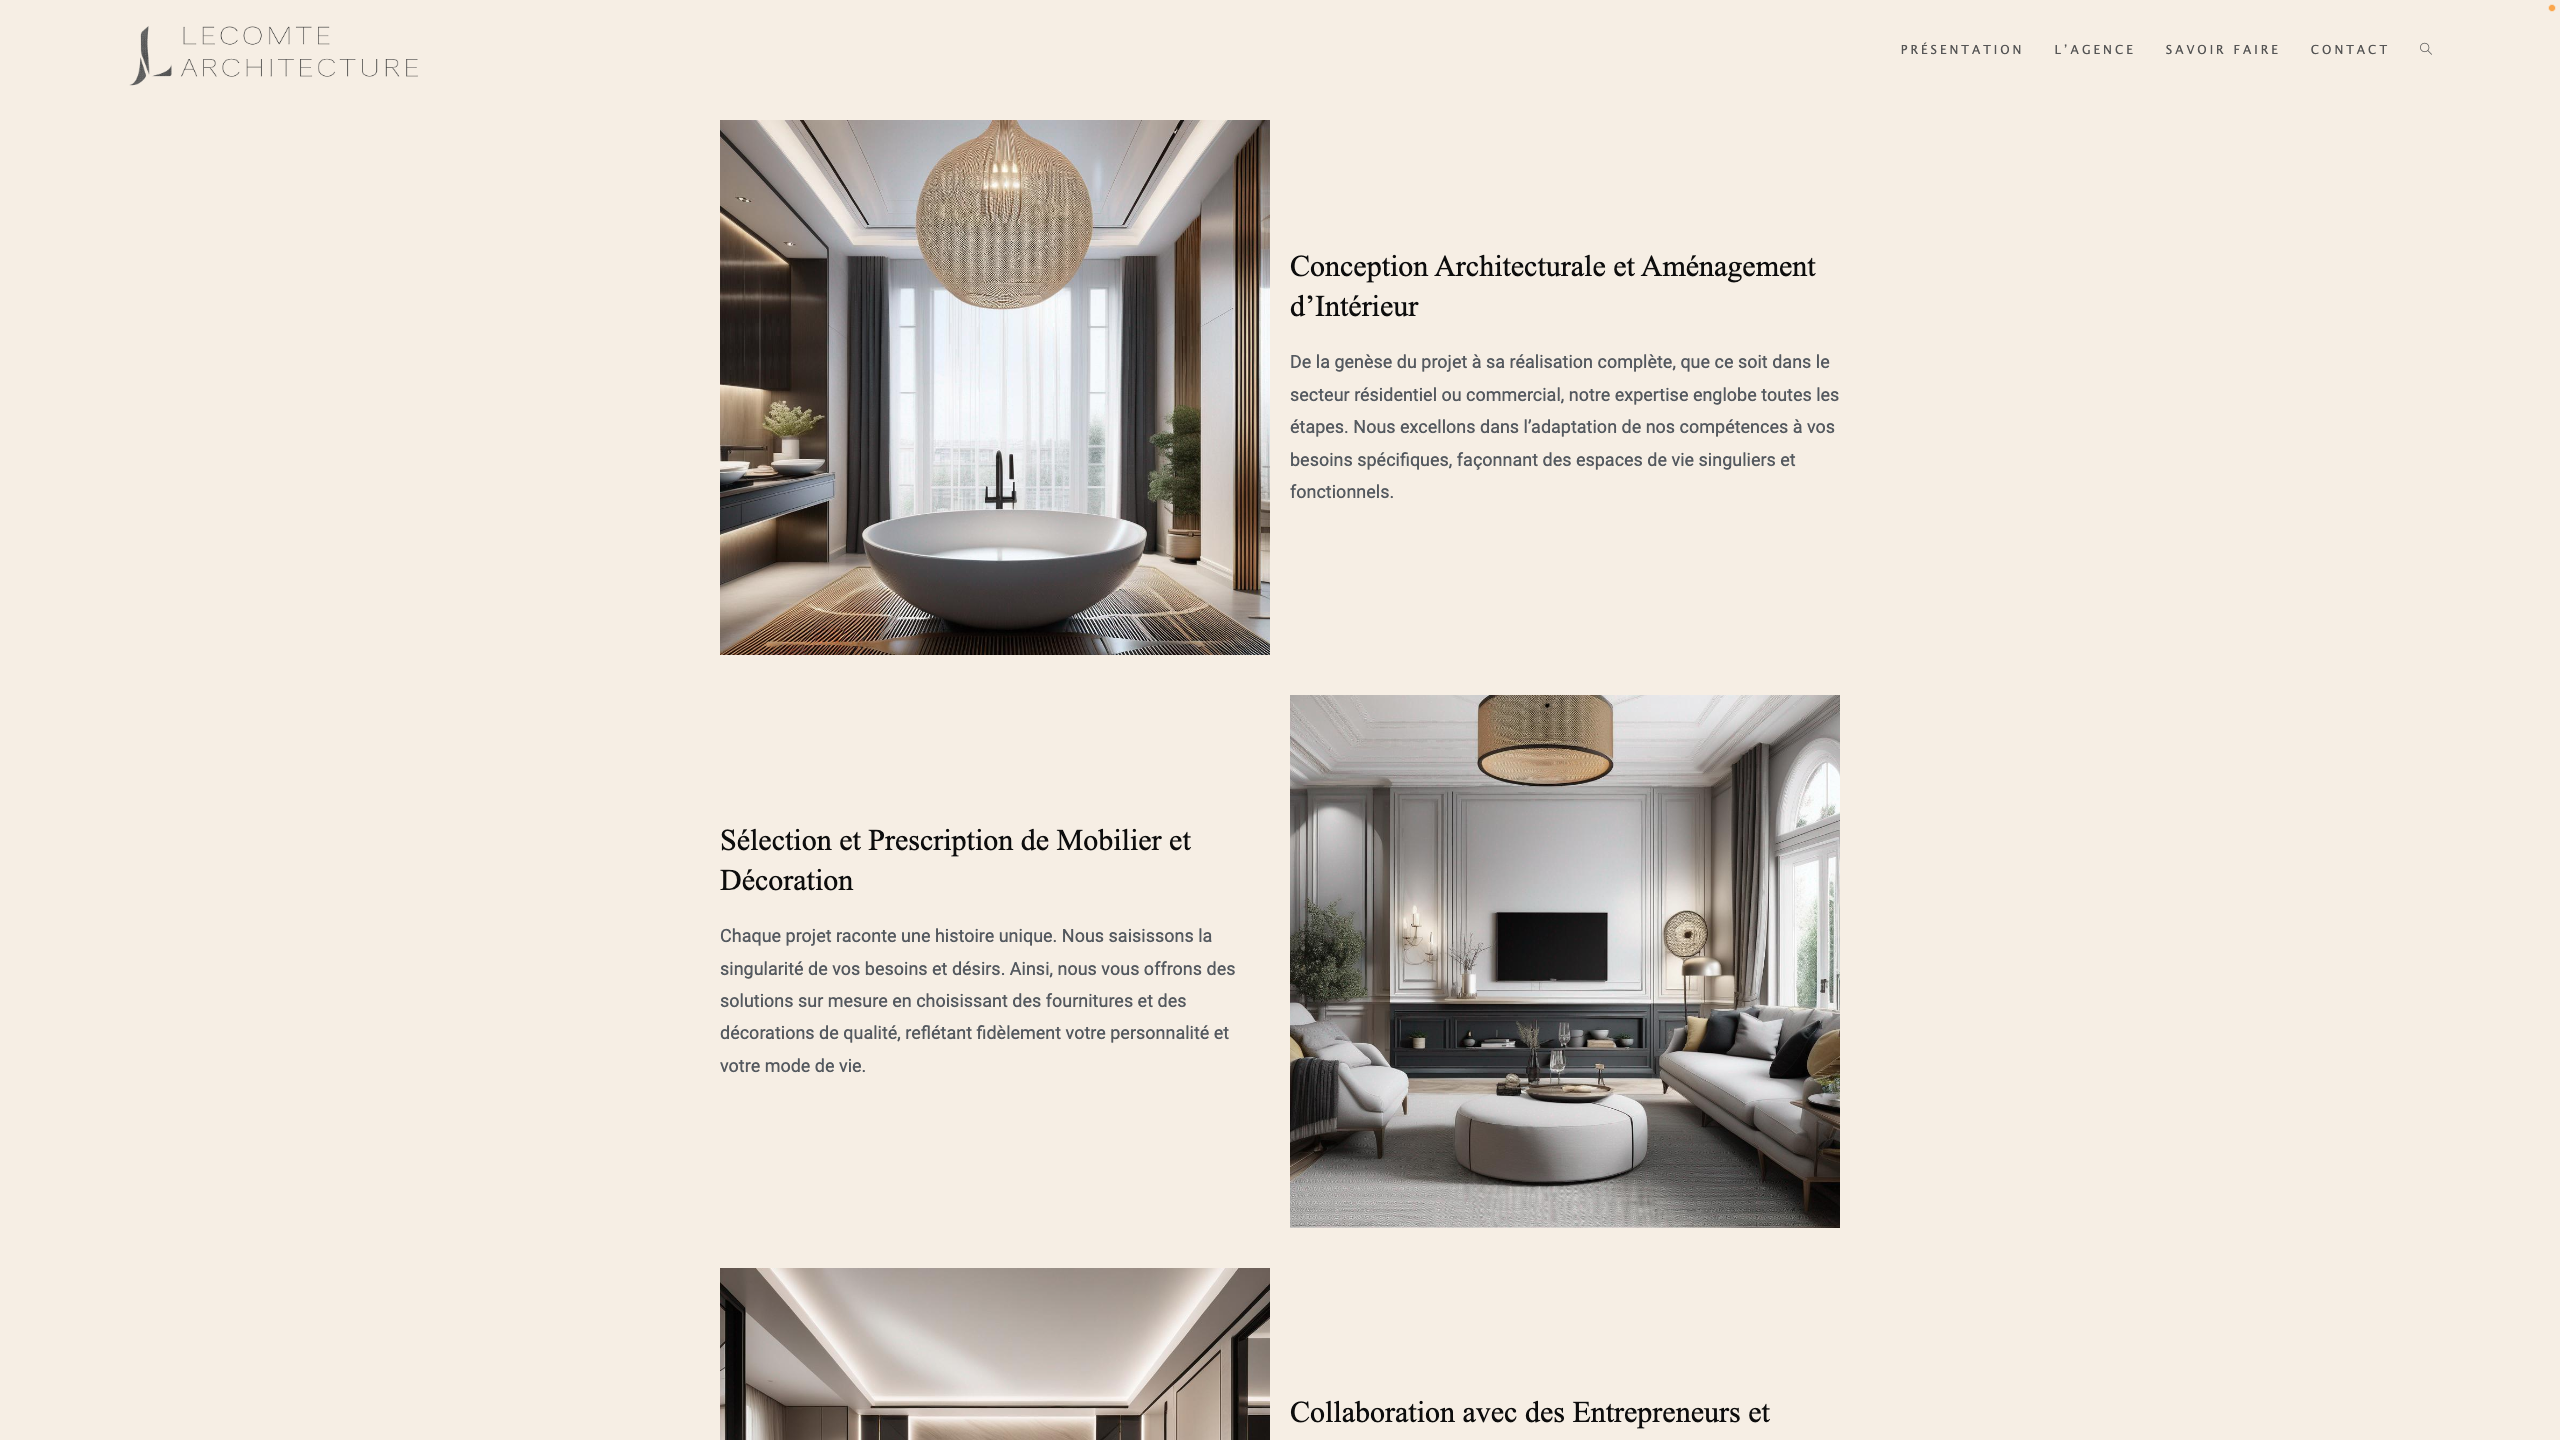 LECOMTE
ARCHITECTURE
PRÉSENTATION
L’AGENCE
SAVOIR FAIRE
CONTACT
Conception Architecturale et Aménagement
d’Intérieur
De la genèse du projet à sa réalisation complète, que ce soit dans le
secteur résidentiel ou commercial, notre expertise englobe toutes les
étapes. Nous excellons dans l’adaptation de nos compétences à vos
besoins spécifiques, façonnant des espaces de vie singuliers et
fonctionnels.
Sélection et Prescription de Mobilier et
Décoration
Chaque projet raconte une histoire unique. Nous saisissons la
singularité de vos besoins et désirs. Ainsi, nous vous offrons des
solutions sur mesure en choisissant des fournitures et des
décorations de qualité, reflétant fidèlement votre personnalité et
votre mode de vie.
Collaboration avec des Entrepreneurs et